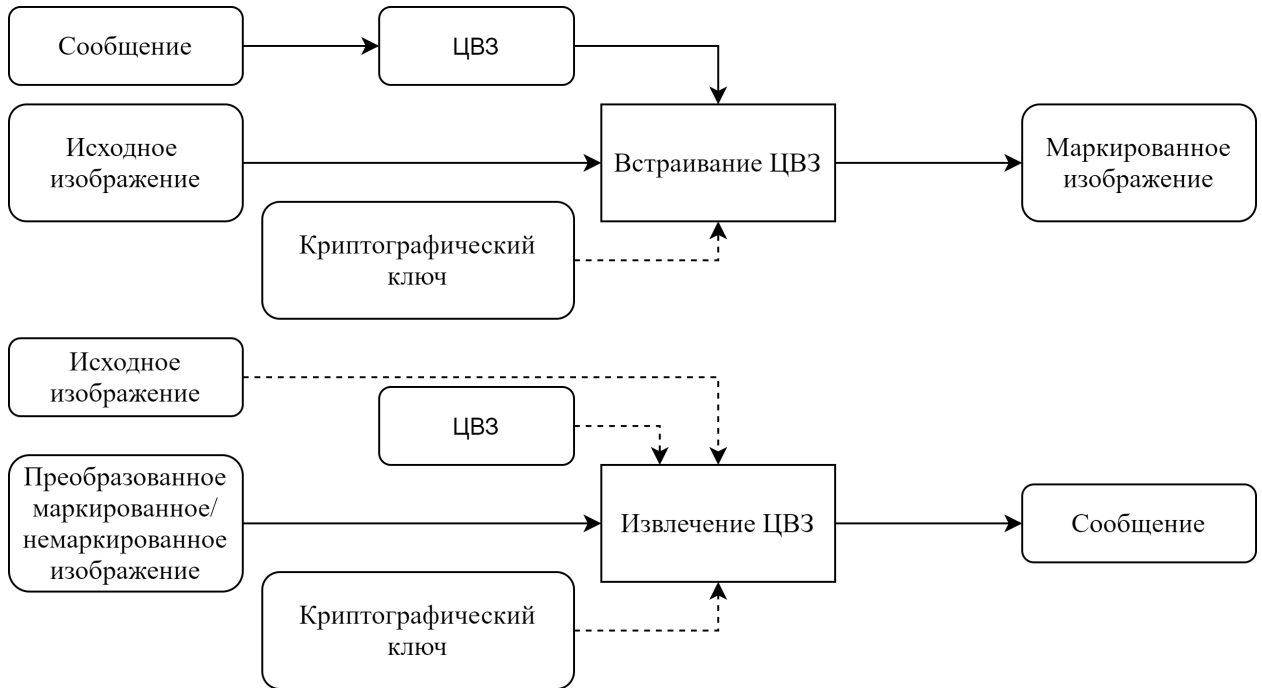 Сообщение
ЦВЗ
Исходное
изображение
Встраивание ЦВЗ
Маркированное
изображение
Криптографический
ключ
Исходное
изображение
ЦВЗ
Преобразованное
маркированное/
немаркированное
изображение
Извлечение ЦВЗ
Сообщение
Криптографический
ключ